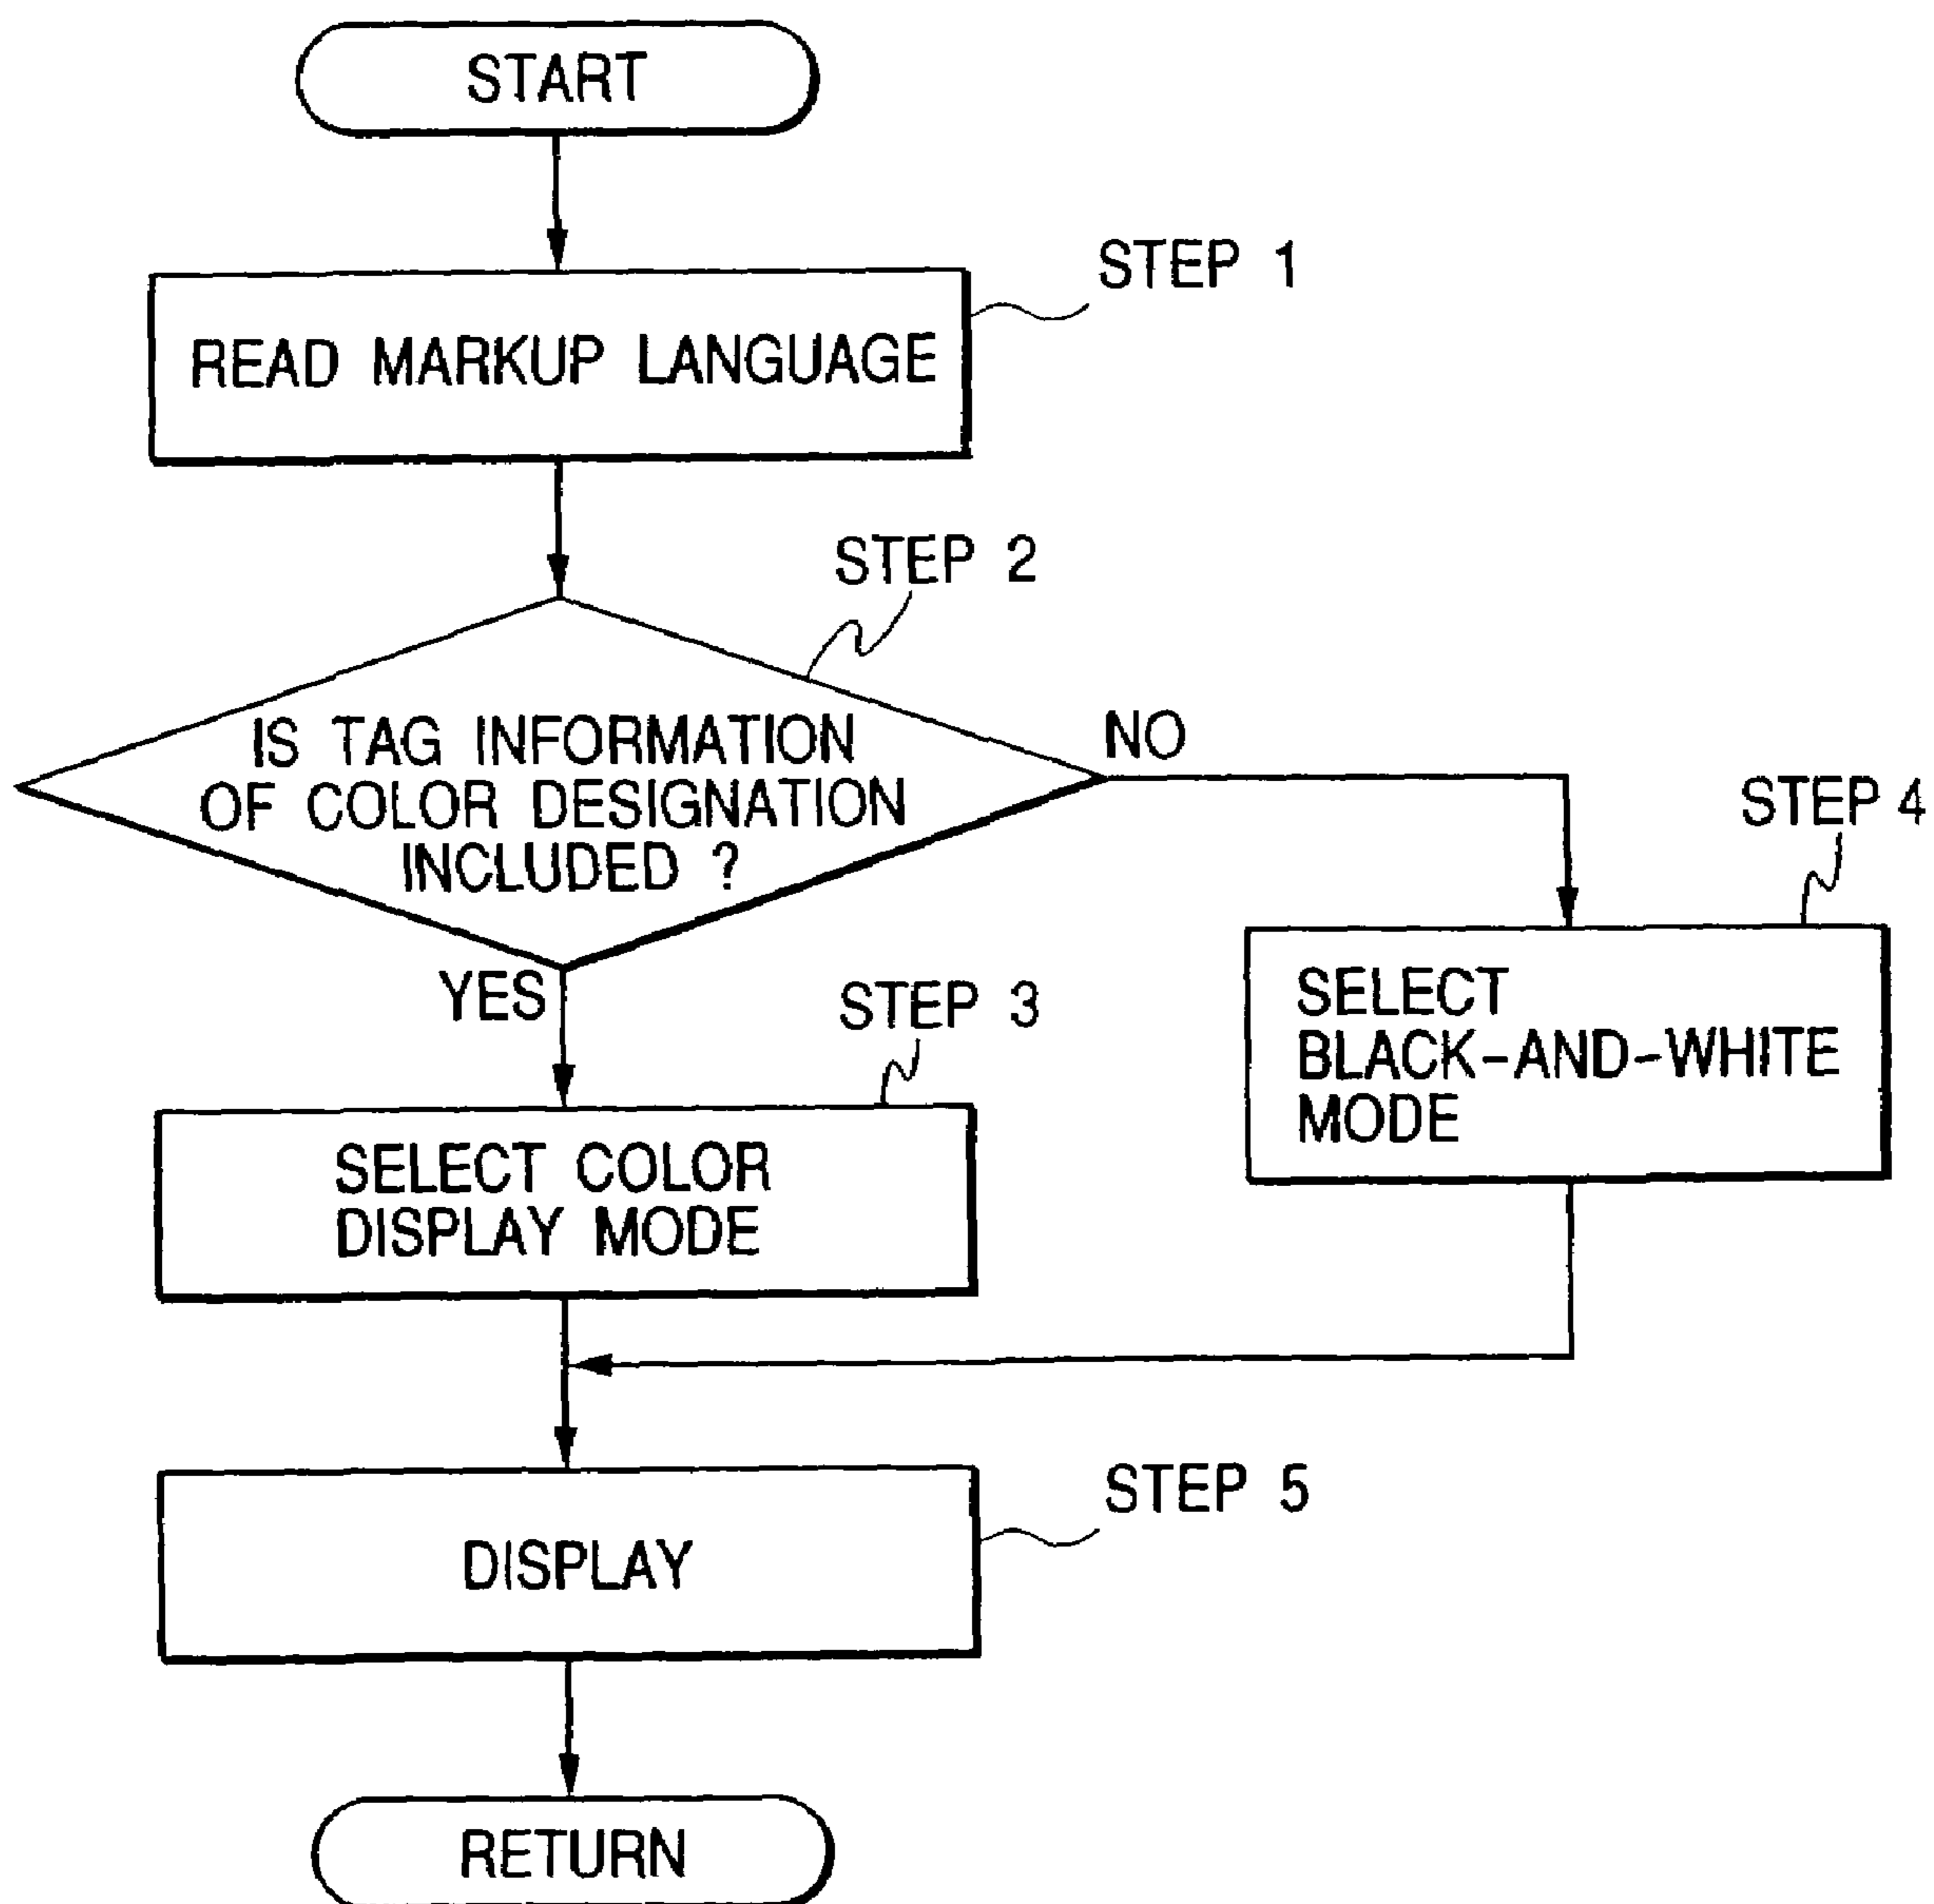 START
STEP 1
READ MARKUP LANGUAGE
STEP 2
IS TAG INFORMATION
OF COLOR DESIGNATION
INCLUDED ?
NO
YES
STEP 3
SELECT COLOR
DISPLAY MODE
STEP 4
SELECT
BLACK-AND-WHITE
MODE
STEP 5
DISPLAY
RETURN